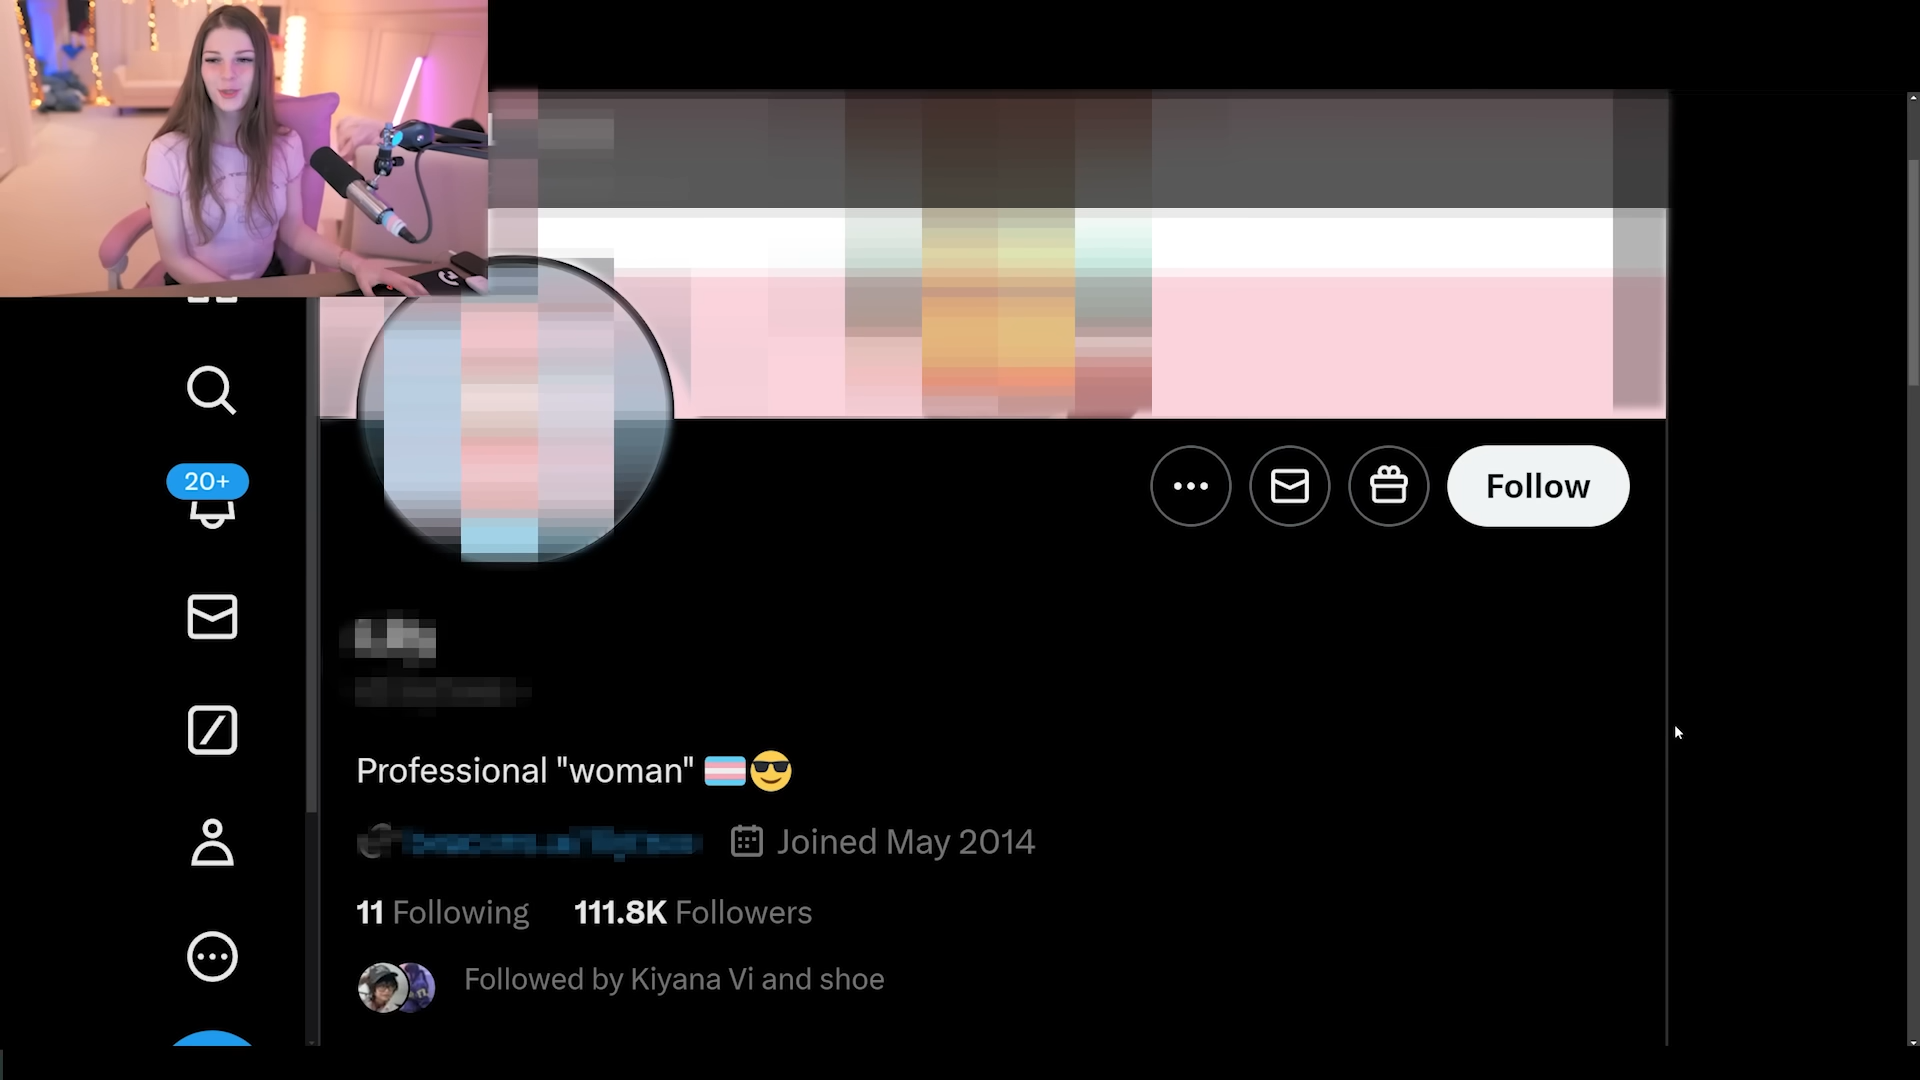 20+
Follow
Professional "woman" 🏳️‍⚧️😎
Joined May 2014
11 Following 111.8K Followers
Followed by Kiyana Vi and shoe